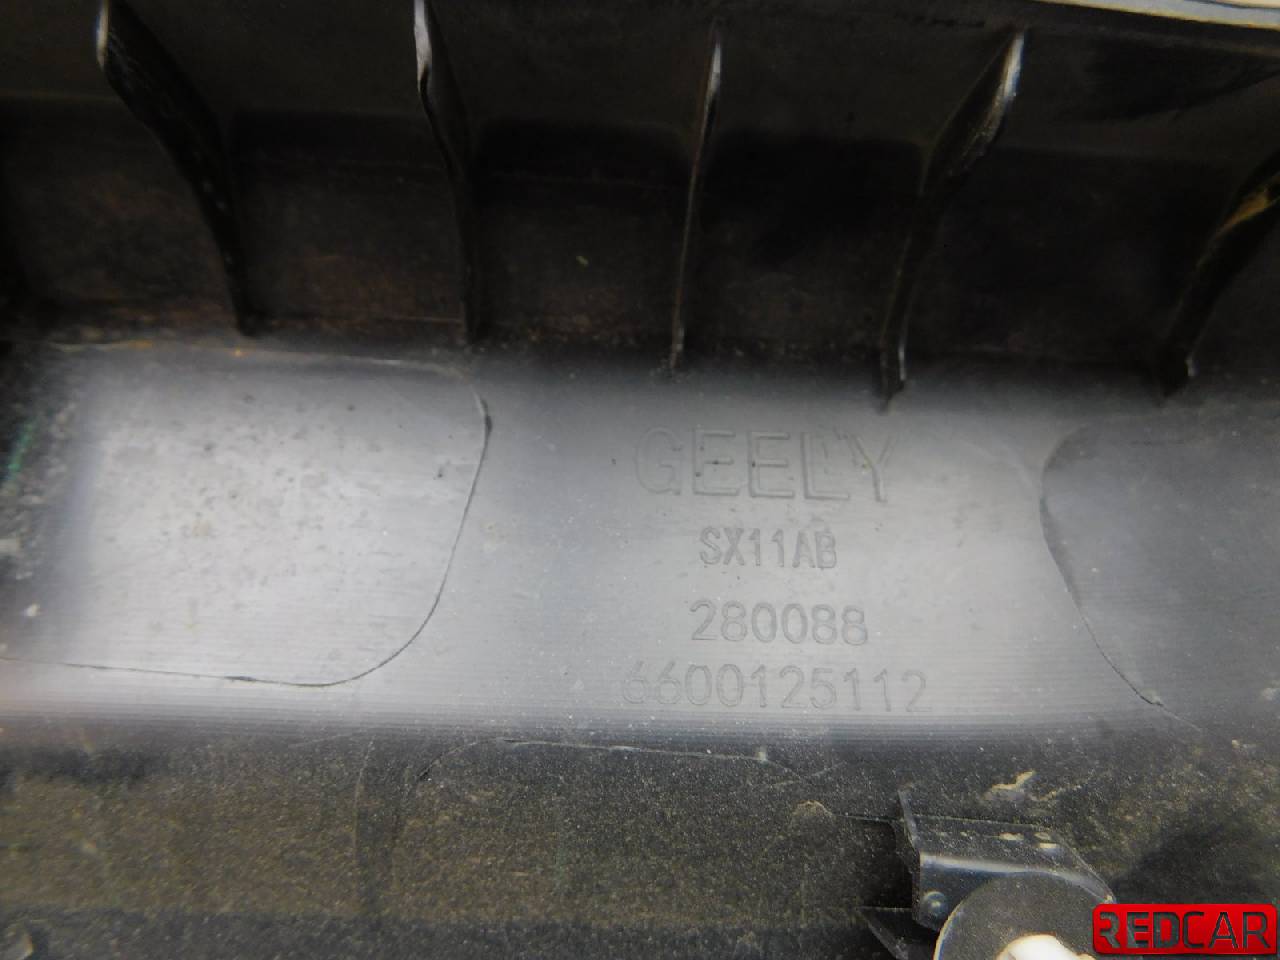 GEELY
SX11AB
280088
6600125112
REDCAR